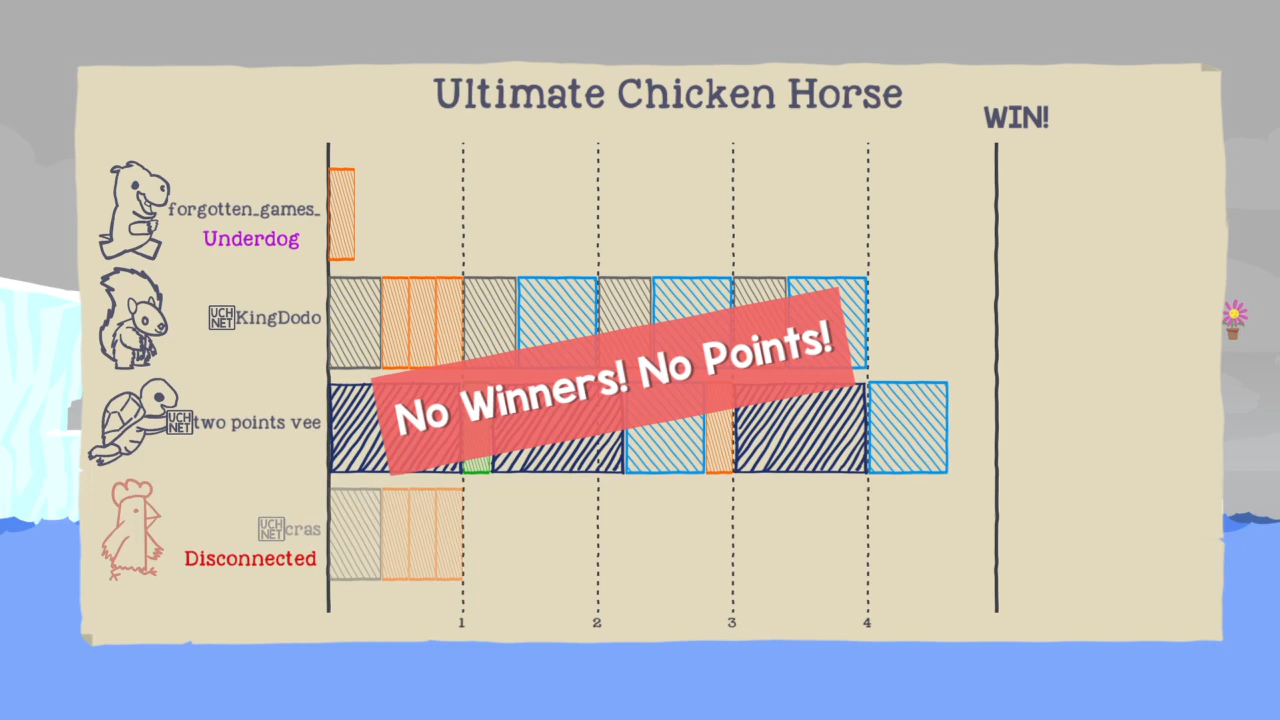 Ultimate Chicken Horse
WIN!
forgotten_games_
Underdog
UCH NET KingDodo
No Winners! No Points!
UCH NET two points vee
UCH NET cras
Disconnected
1 2 3 4